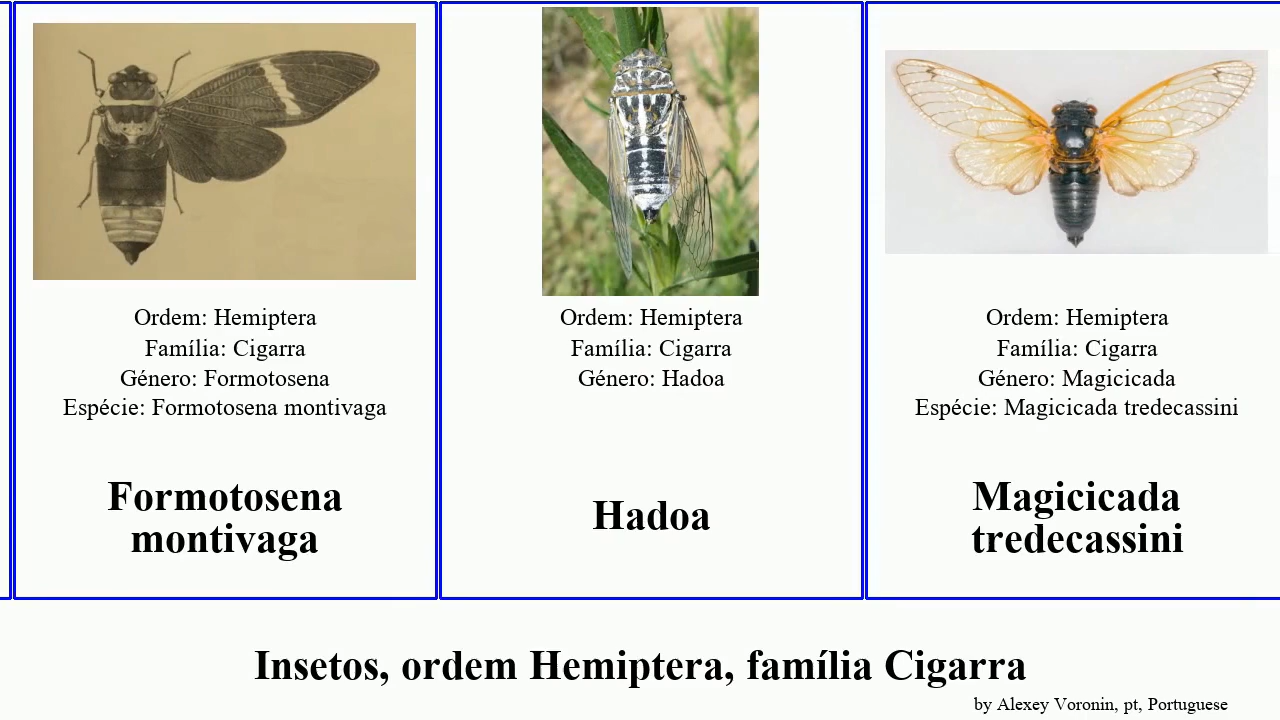 Ordem: Hemiptera
Família: Cigarra
Género: Formotosena
Espécie: Formotosena montivaga
Formotosena
montivaga
Ordem: Hemiptera
Família: Cigarra
Género: Hadoa
Hadoa
Ordem: Hemiptera
Família: Cigarra
Género: Magicicada
Espécie: Magicicada tredecassini
Magicicada
tredecassini
Insetos, ordem Hemiptera, família Cigarra
by Alexey Voronin, pt, Portuguese